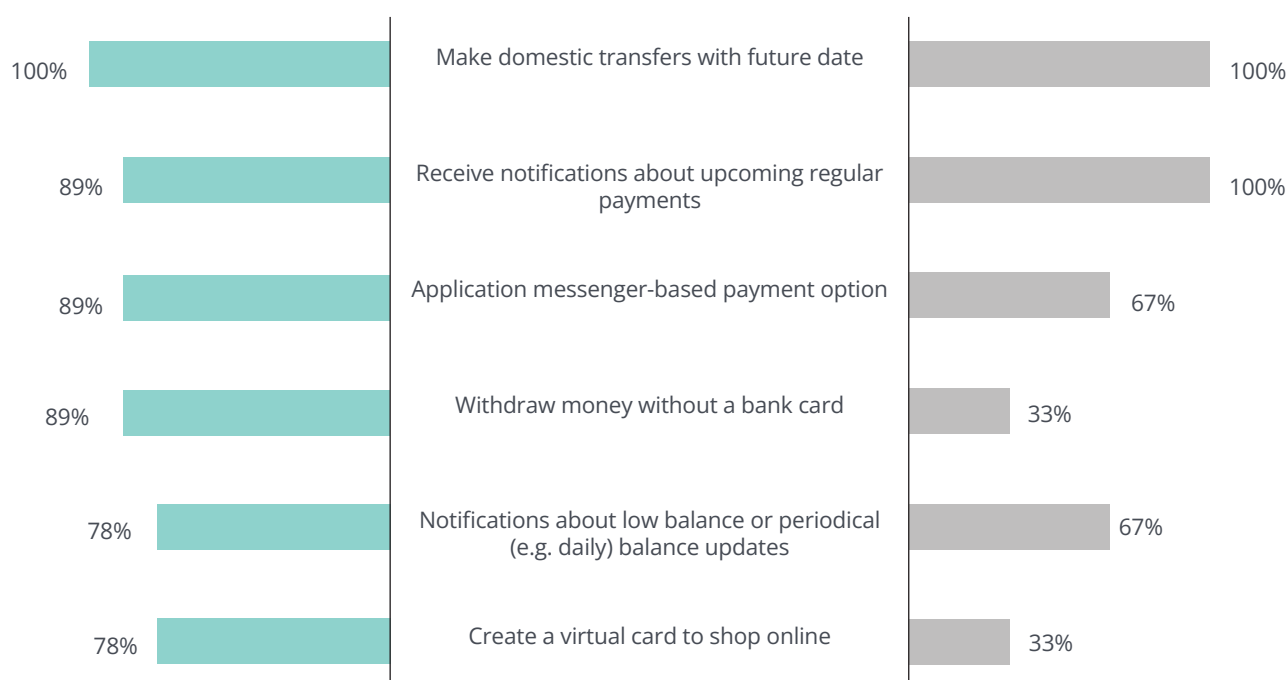 100%
Make domestic transfers with future date
100%
89%
Receive notifications about upcoming regular
payments
100%
89%
Application messenger-based payment option
67%
89%
Withdraw money without a bank card
33%
78%
Notifications about low balance or periodical
(e.g. daily) balance updates
67%
78%
Create a virtual card to shop online
33%